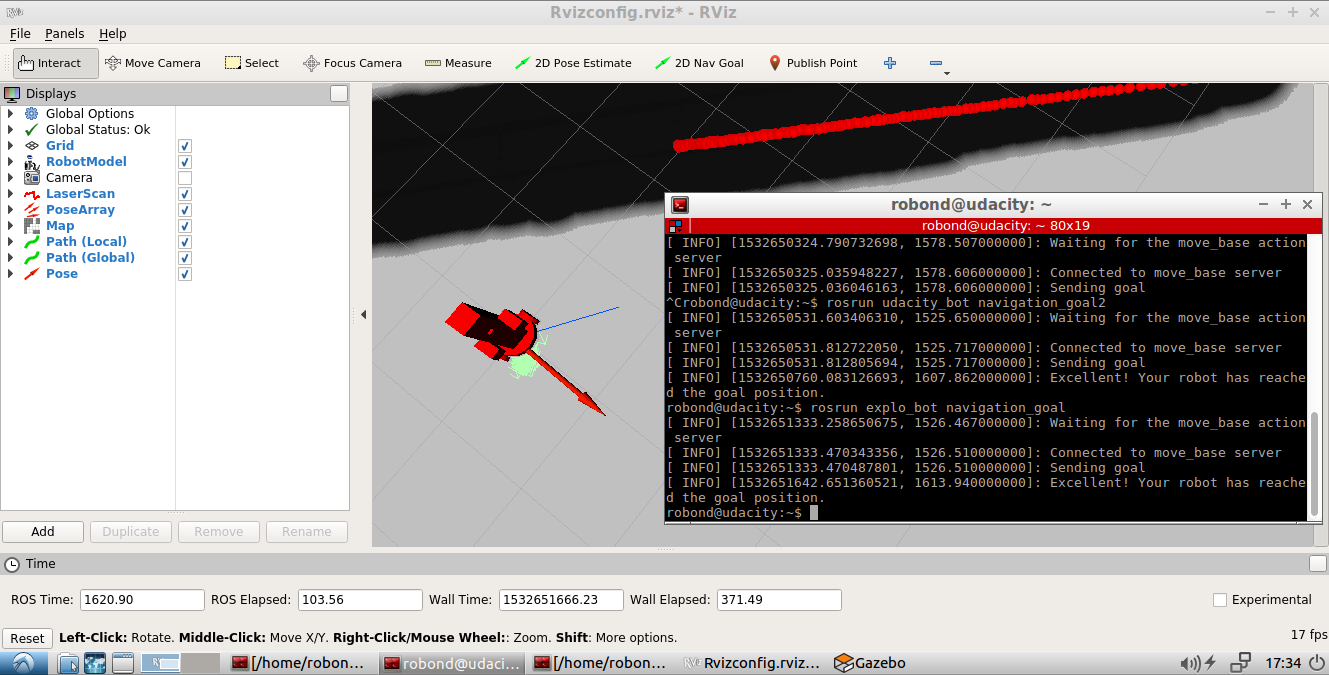 RViz
Rvizconfig.rviz* - RViz
File Panels Help
Interact Move Camera Select Focus Camera Measure 2D Pose Estimate 2D Nav Goal Publish Point
Displays
Global Options
Global Status: Ok
Grid
RobotModel
Camera
LaserScan
PoseArray
Map
Path (Local)
Path (Global)
Pose
Add Duplicate Remove Rename
robond@udacity: ~
robond@udacity: ~ 80x19
[ INFO] [1532650324.790732698, 1578.507000000]: Waiting for the move_base action
server
[ INFO] [1532650325.035948227, 1578.606000000]: Connected to move_base server
[ INFO] [1532650325.036046163, 1578.606000000]: Sending goal
^Crobond@udacity:~$ rosrun udacity_bot navigation_goal2
[ INFO] [1532650531.603406310, 1525.650000000]: Waiting for the move_base action
server
[ INFO] [1532650531.812722050, 1525.717000000]: Connected to move_base server
[ INFO] [1532650531.812805694, 1525.717000000]: Sending goal
[ INFO] [1532650760.083126693, 1607.862000000]: Excellent! Your robot has reache
d the goal position.
robond@udacity:~$ rosrun explo_bot navigation_goal
[ INFO] [1532651333.258650675, 1526.467000000]: Waiting for the move_base action
server
[ INFO] [1532651333.470343356, 1526.510000000]: Connected to move_base server
[ INFO] [1532651333.470487801, 1526.510000000]: Sending goal
[ INFO] [1532651642.651360521, 1613.940000000]: Excellent! Your robot has reache
d the goal position.
robond@udacity:~$
Time
ROS Time: 1620.90 ROS Elapsed: 103.56 Wall Time: 1532651666.23 Wall Elapsed: 371.49 Experimental
Reset Left-Click: Rotate. Middle-Click: Move X/Y. Right-Click/Mouse Wheel:: Zoom. Shift: More options. 17 fps
[/home/robon... robond@udaci... [/home/robon... RViz Rvizconfig.rviz... Gazebo 17:34